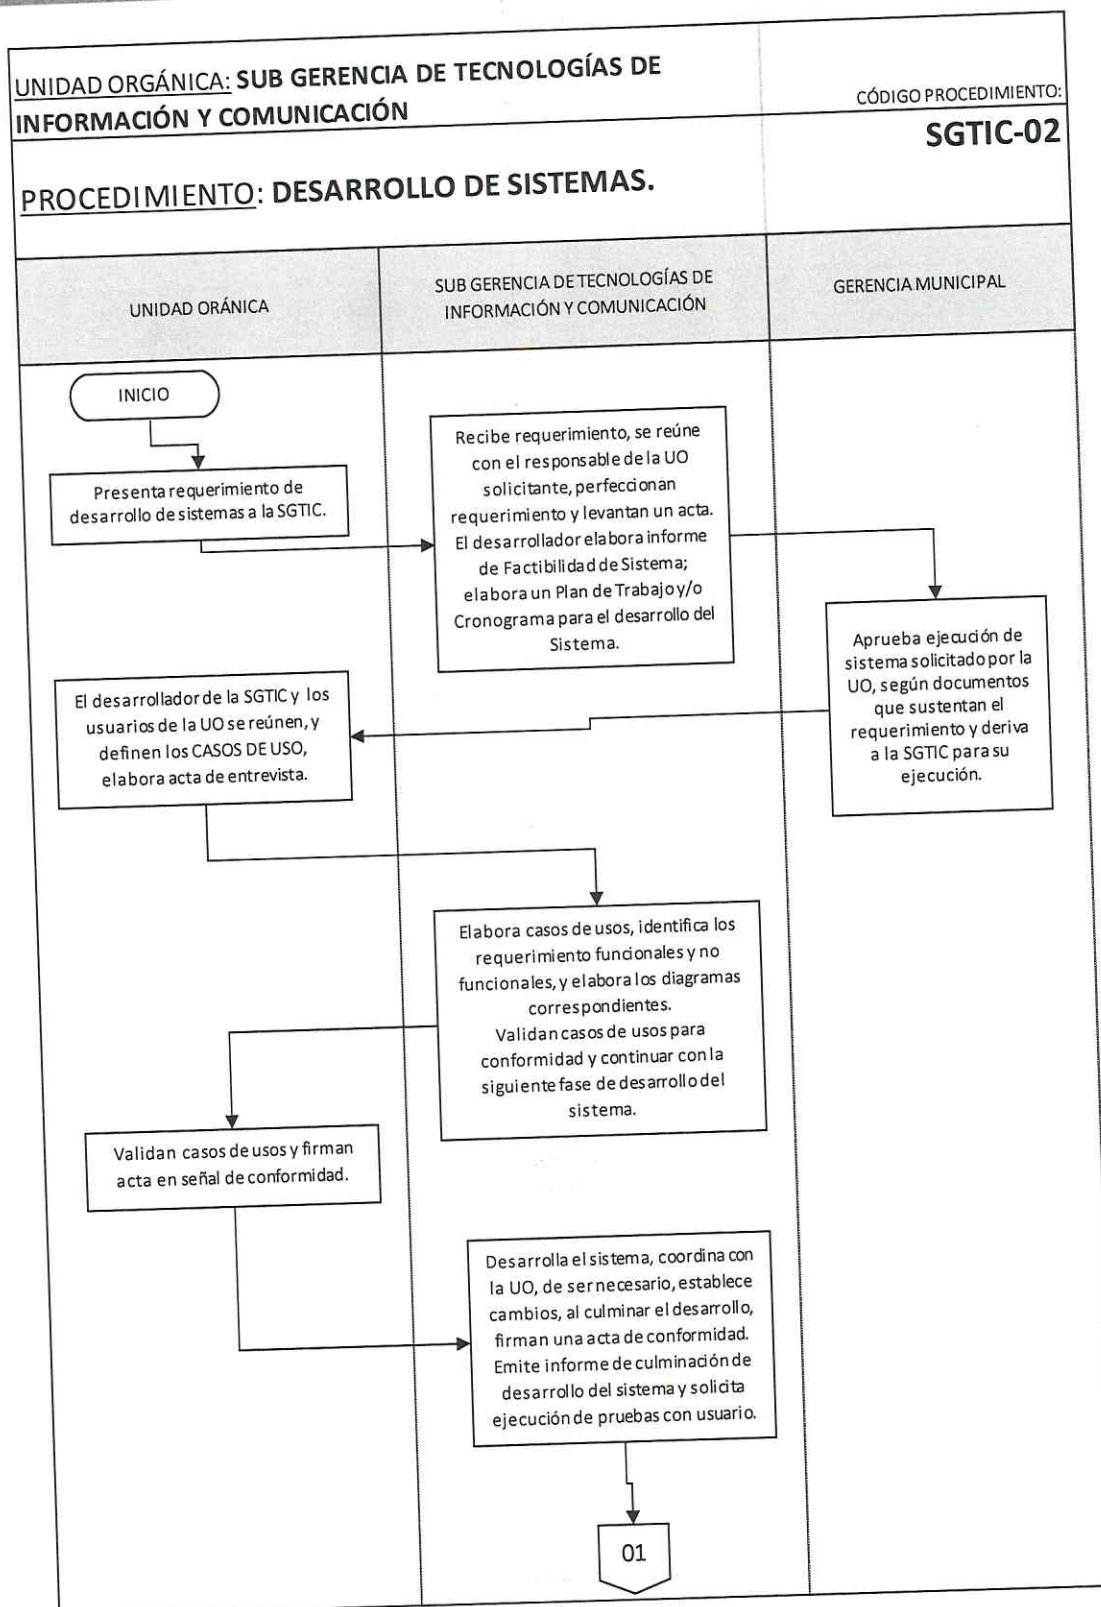 UNIDAD ORGÁNICA: SUB GERENCIA DE TECNOLOGÍAS DE
INFORMACIÓN Y COMUNICACIÓN
CÓDIGO PROCEDIMIENTO:
SGTIC-02
PROCEDIMIENTO: DESARROLLO DE SISTEMAS.
UNIDAD ORÁNICA
SUB GERENCIA DE TECNOLOGÍAS DE
INFORMACIÓN Y COMUNICACIÓN
GERENCIA MUNICIPAL
INICIO
Presenta requerimiento de
desarrollo de sistemas a la SGTIC.
Recibe requerimiento, se reúne
con el responsable de la UO
solicitante, perfeccionan
requerimiento y levantan un acta.
El desarrollador elabora informe
de Factibilidad de Sistema;
elabora un Plan de Trabajo y/o
Cronograma para el desarrollo del
Sistema.
Aprueba ejecución de
sistema solicitado por la
UO, según documentos
que sustentan el
requerimiento y deriva
a la SGTIC para su
ejecución.
El desarrollador de la SGTIC y los
usuarios de la UO se reúnen, y
definen los CASOS DE USO,
elabora acta de entrevista.
Elabora casos de usos, identifica los
requerimiento funcionales y no
funcionales, y elabora los diagramas
correspondientes.
Validan casos de usos para
conformidad y continuar con la
siguiente fase de desarrollo del
sistema.
Validan casos de usos y firman
acta en señal de conformidad.
Desarrolla el sistema, coordina con
la UO, de ser necesario, establece
cambios, al culminar el desarrollo,
firman una acta de conformidad.
Emite informe de culminación de
desarrollo del sistema y solicita
ejecución de pruebas con usuario.
01